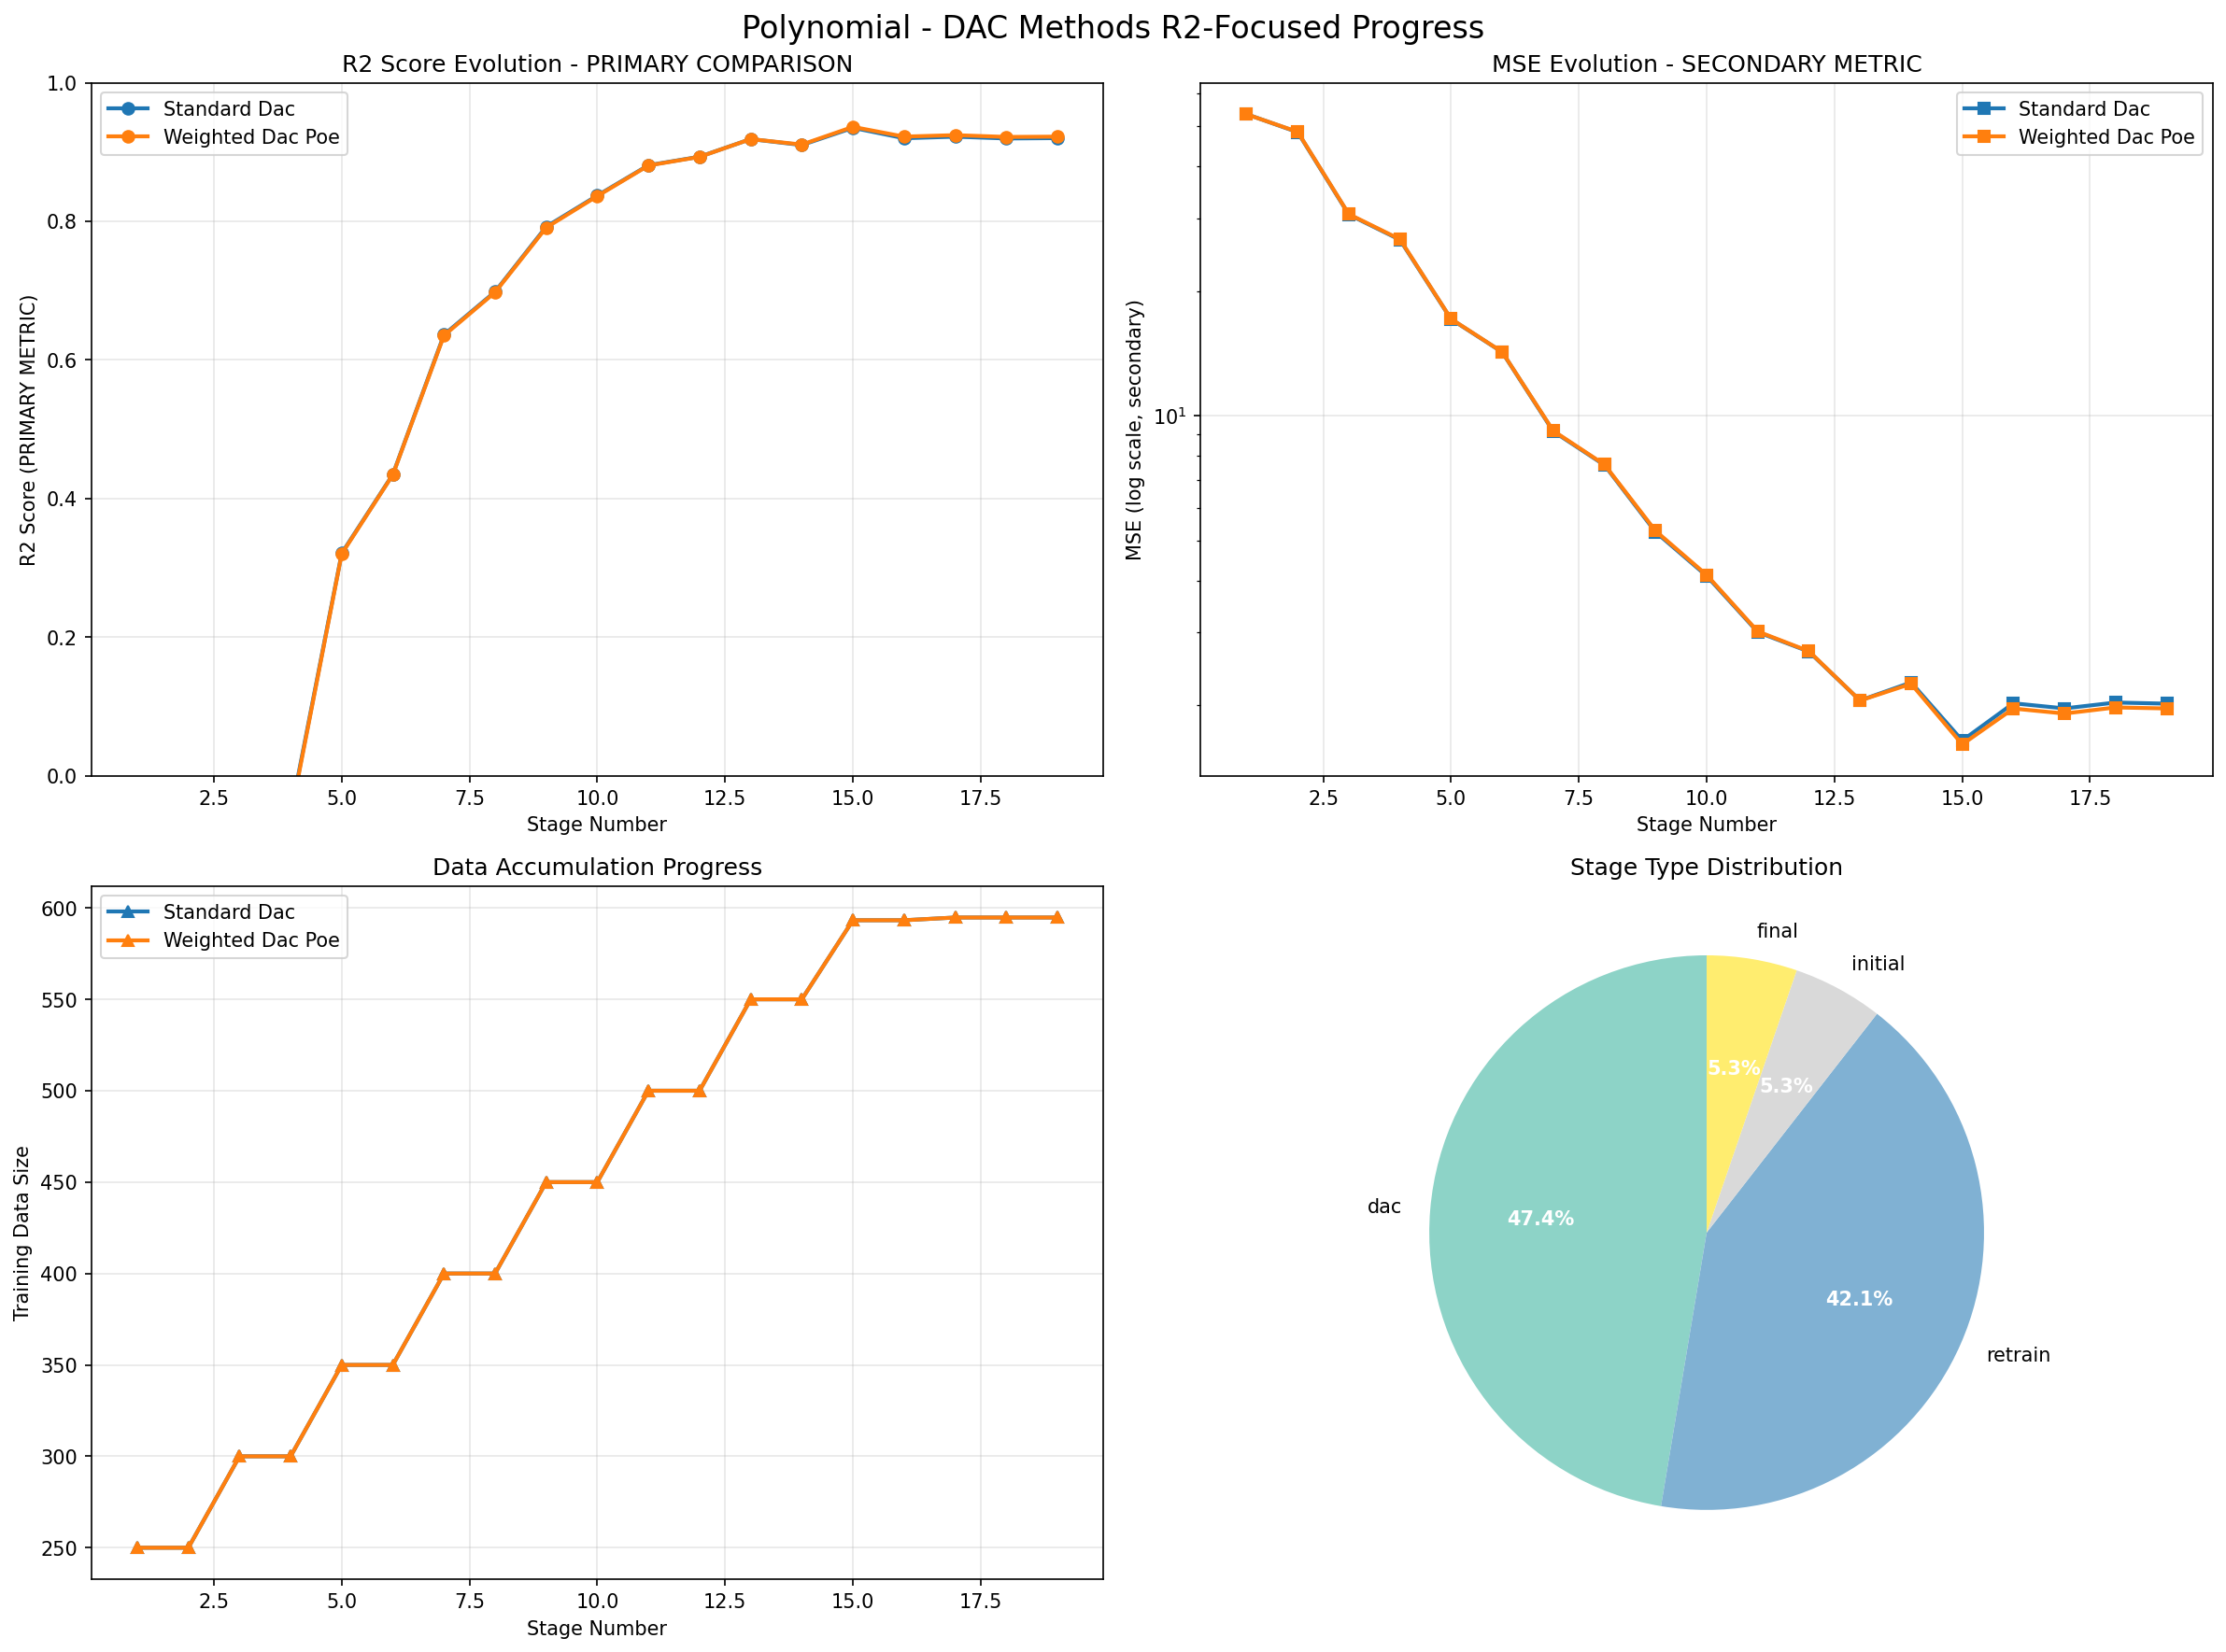 Polynomial - DAC Methods R2-Focused Progress
R2 Score Evolution - PRIMARY COMPARISON
Standard Dac
Weighted Dac Poe
R2 Score (PRIMARY METRIC)
1.0
0.8
0.6
0.4
0.2
0.0
2.5 5.0 7.5 10.0 12.5 15.0 17.5
Stage Number
MSE Evolution - SECONDARY METRIC
Standard Dac
Weighted Dac Poe
MSE (log scale, secondary)
10¹
2.5 5.0 7.5 10.0 12.5 15.0 17.5
Stage Number
Data Accumulation Progress
Standard Dac
Weighted Dac Poe
Training Data Size
600
550
500
450
400
350
300
250
2.5 5.0 7.5 10.0 12.5 15.0 17.5
Stage Number
Stage Type Distribution
final
initial
5.3%
5.3%
dac
47.4%
42.1%
retrain